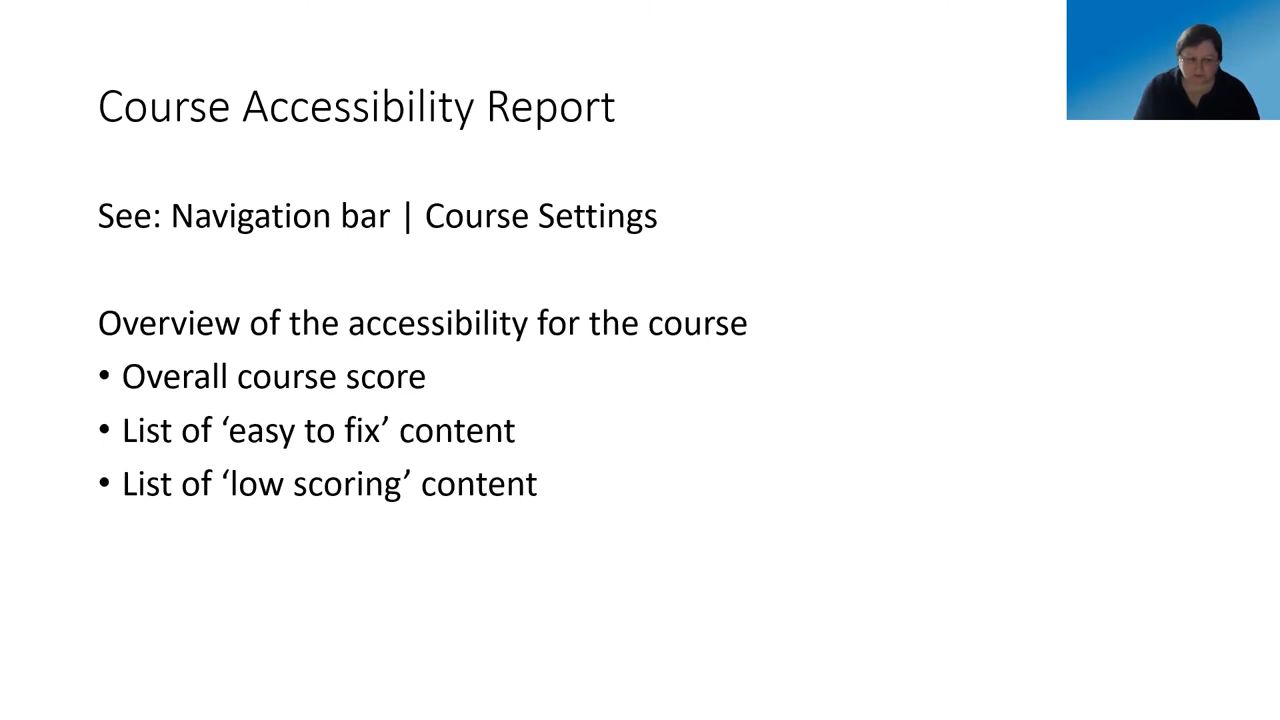 Course Accessibility Report
See: Navigation bar | Course Settings
Overview of the accessibility for the course
• Overall course score
• List of ‘easy to fix’ content
• List of ‘low scoring’ content